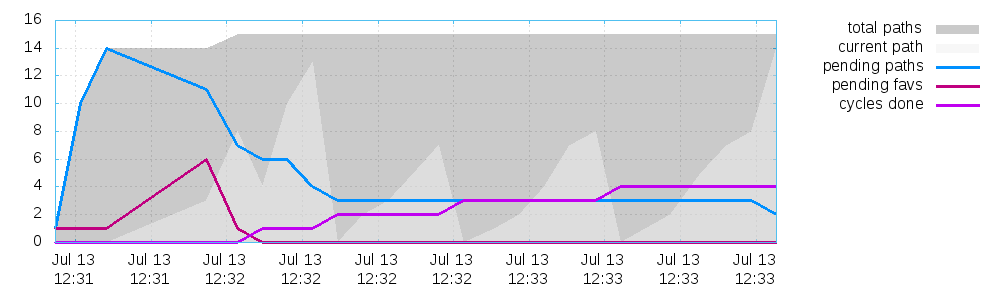 16
14
12
10
8
6
4
2
0
Jul 13 12:31
Jul 13 12:31
Jul 13 12:32
Jul 13 12:32
Jul 13 12:32
Jul 13 12:32
Jul 13 12:33
Jul 13 12:33
Jul 13 12:33
Jul 13 12:33
total paths
current path
pending paths
pending favs
cycles done